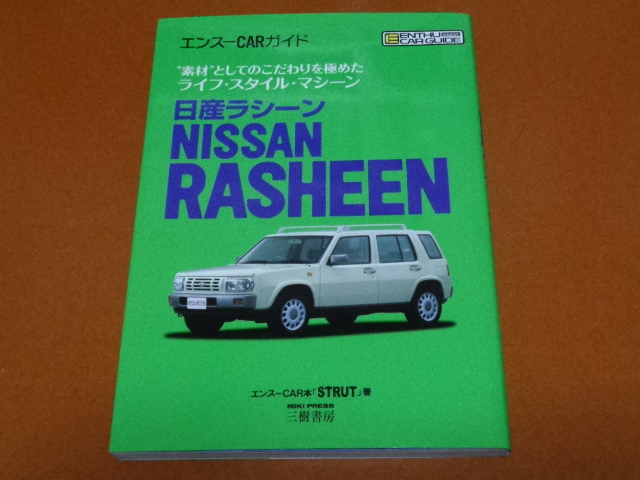 エンスーCARガイド
ENTHU
CAR GUIDE
"素材"としてのこだわりを極めた
ライフ・スタイル・マシーン
日産ラシーン
NISSAN
RASHEEN
RASHEEN
エンスーCAR本「STRUT」著
MIKI PRESS
三樹書房